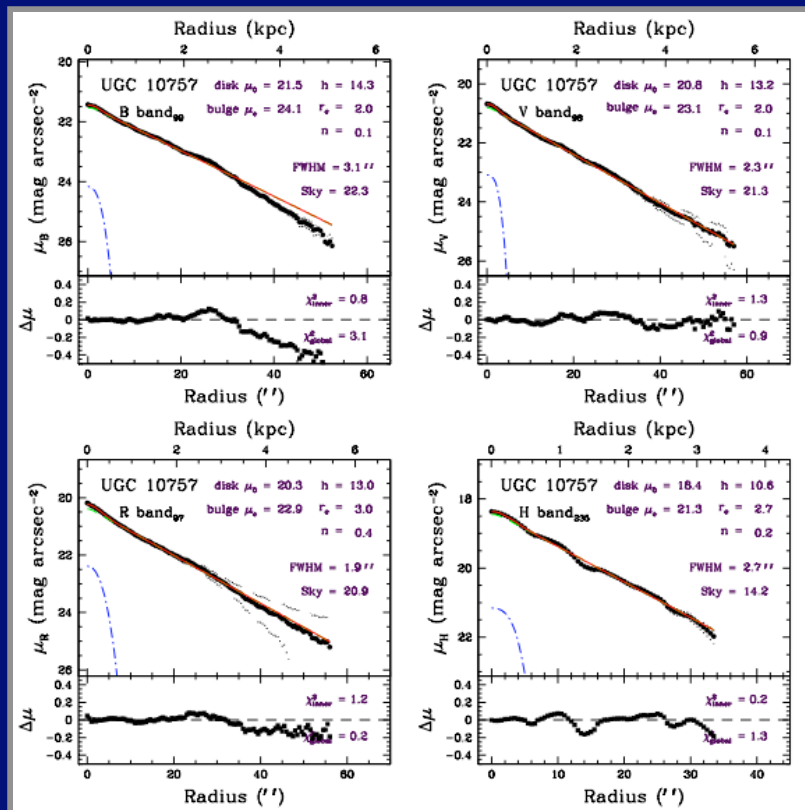 Radius (kpc)
0 2 4 6
UGC 10757
B band₉₉
disk μ₀ = 21.5 h = 14.3
bulge μₑ = 24.1 rₑ = 2.0
n = 0.1
FWHM = 3.1″
Sky = 22.3
μ_B (mag arcsec⁻²)
20
22
24
26
Δμ
0.4
0.2
0
−0.2
−0.4
χ²inner = 0.8
χ²global = 3.1
0 20 40 60
Radius (″)
Radius (kpc)
0 2 4 6
UGC 10757
V band₉₈
disk μ₀ = 20.8 h = 13.2
bulge μₑ = 23.1 rₑ = 2.0
n = 0.1
FWHM = 2.3″
Sky = 21.3
μ_V (mag arcsec⁻²)
20
22
24
26
Δμ
0.4
0.2
0
−0.2
−0.4
χ²inner = 1.3
χ²global = 0.9
0 20 40 60
Radius (″)
Radius (kpc)
0 2 4 6
UGC 10757
R band₉₇
disk μ₀ = 20.3 h = 13.0
bulge μₑ = 22.9 rₑ = 3.0
n = 0.4
FWHM = 1.9″
Sky = 20.9
μ_R (mag arcsec⁻²)
20
22
24
26
Δμ
0.4
0.2
0
−0.2
−0.4
χ²inner = 1.2
χ²global = 0.2
0 20 40 60
Radius (″)
Radius (kpc)
0 1 2 3 4
UGC 10757
H band
disk μ₀ = 18.4 h = 10.6
bulge μₑ = 21.3 rₑ = 2.7
n = 0.2
FWHM = 2.7″
Sky = 14.2
μ_H (mag arcsec⁻²)
18
20
22
Δμ
0.4
0.2
0
−0.2
−0.4
χ²inner = 0.2
χ²global = 1.3
0 10 20 30 40
Radius (″)